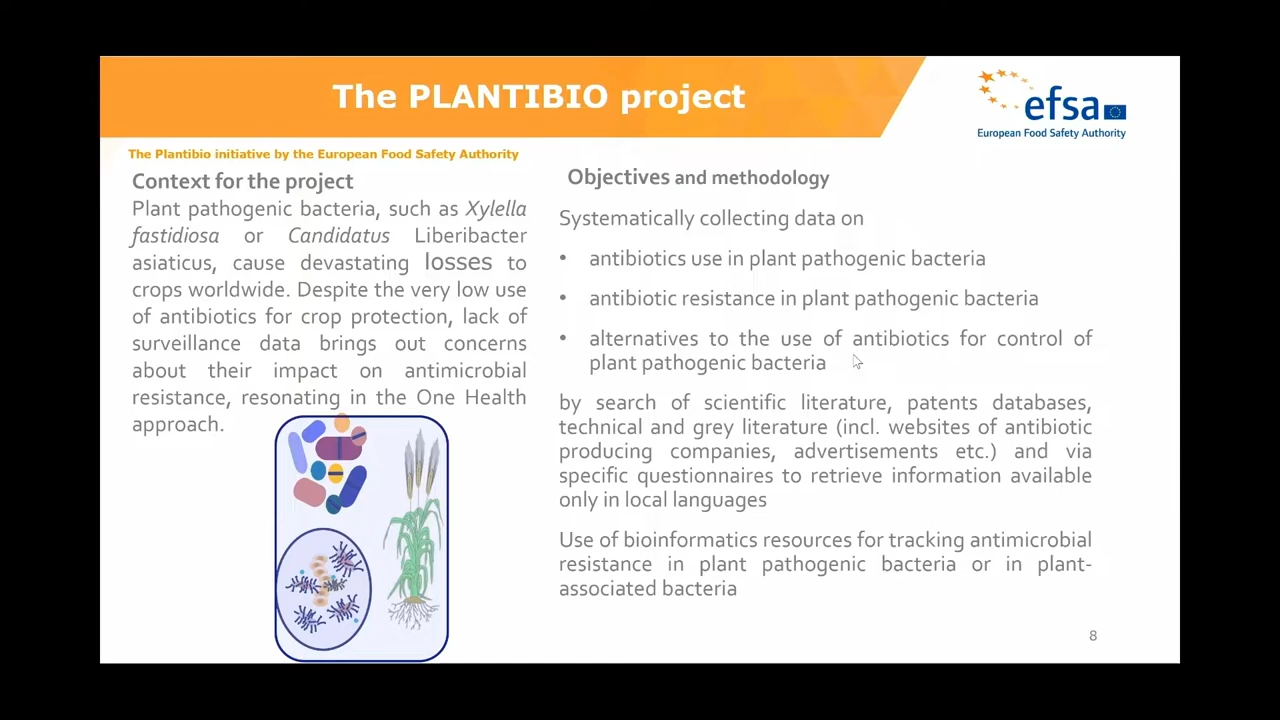 The PLANTIBIO project
efsa
European Food Safety Authority
The Plantibio initiative by the European Food Safety Authority
Context for the project
Plant pathogenic bacteria, such as Xylella
fastidiosa or Candidatus Liberibacter
asiaticus, cause devastating losses to
crops worldwide. Despite the very low use
of antibiotics for crop protection, lack of
surveillance data brings out concerns
about their impact on antimicrobial
resistance, resonating in the One Health
approach.
Objectives and methodology
Systematically collecting data on
• antibiotics use in plant pathogenic bacteria
• antibiotic resistance in plant pathogenic bacteria
• alternatives to the use of antibiotics for control of
plant pathogenic bacteria
by search of scientific literature, patents databases,
technical and grey literature (incl. websites of antibiotic
producing companies, advertisements etc.) and via
specific questionnaires to retrieve information available
only in local languages
Use of bioinformatics resources for tracking antimicrobial
resistance in plant pathogenic bacteria or in plant-
associated bacteria
8